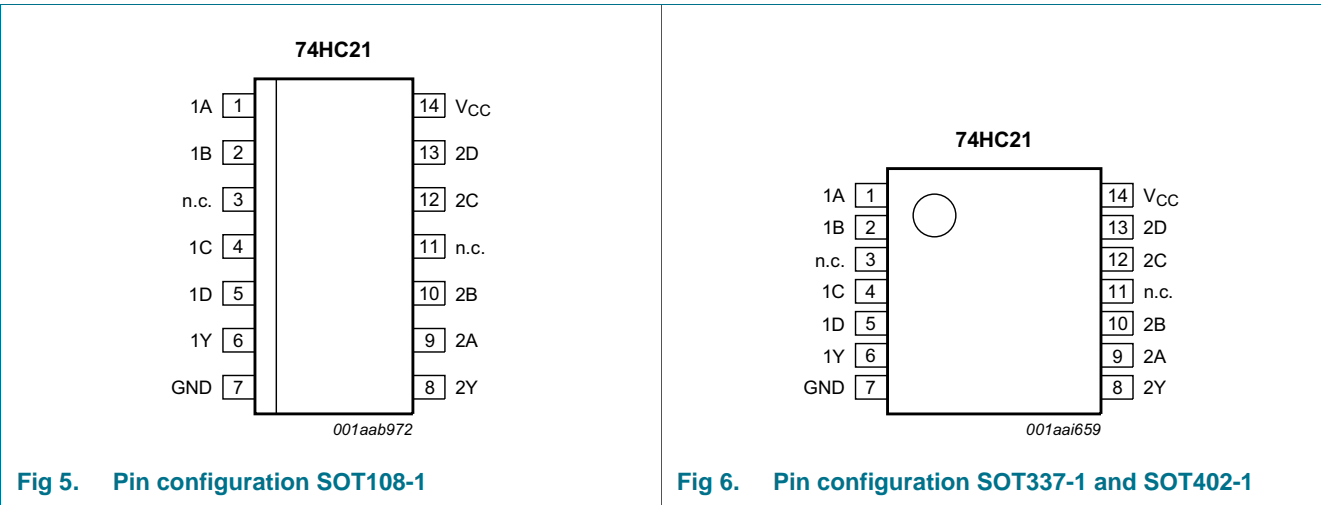 74HC21
1A 1 14 VCC
1B 2 13 2D
n.c. 3 12 2C
1C 4 11 n.c.
1D 5 10 2B
1Y 6 9 2A
GND 7 8 2Y
001aab972
Fig 5. Pin configuration SOT108-1
74HC21
1A 1 14 VCC
1B 2 13 2D
n.c. 3 12 2C
1C 4 11 n.c.
1D 5 10 2B
1Y 6 9 2A
GND 7 8 2Y
001aai659
Fig 6. Pin configuration SOT337-1 and SOT402-1